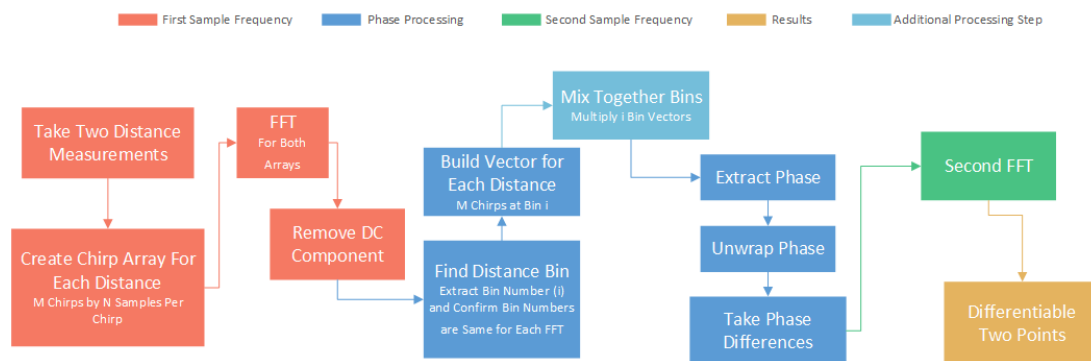 First Sample Frequency
Phase Processing
Second Sample Frequency
Results
Additional Processing Step
Take Two Distance
Measurements
Create Chirp Array For
Each Distance
M Chirps by N Samples Per
Chirp
FFT
For Both
Arrays
Remove DC
Component
Find Distance Bin
Extract Bin Number (i)
and Confirm Bin Numbers
are Same for Each FFT
Build Vector for
Each Distance
M Chirps at Bin i
Mix Together Bins
Multiply i Bin Vectors
Extract Phase
Unwrap Phase
Take Phase
Differences
Second FFT
Differentiable
Two Points